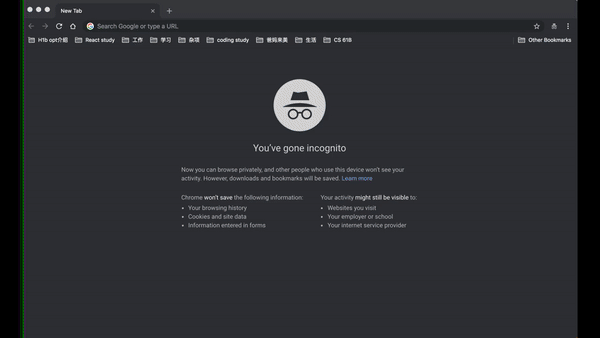 New Tab
Search Google or type a URL
H1b opt介绍
React study
工作
学习
杂项
coding study
爸妈来美
生活
CS 61B
Other Bookmarks
You've gone incognito
Now you can browse privately, and other people who use this device won't see your
activity. However, downloads and bookmarks will be saved. Learn more
Chrome won't save the following information:
Your browsing history
Cookies and site data
Information entered in forms
Your activity might still be visible to:
Websites you visit
Your employer or school
Your internet service provider